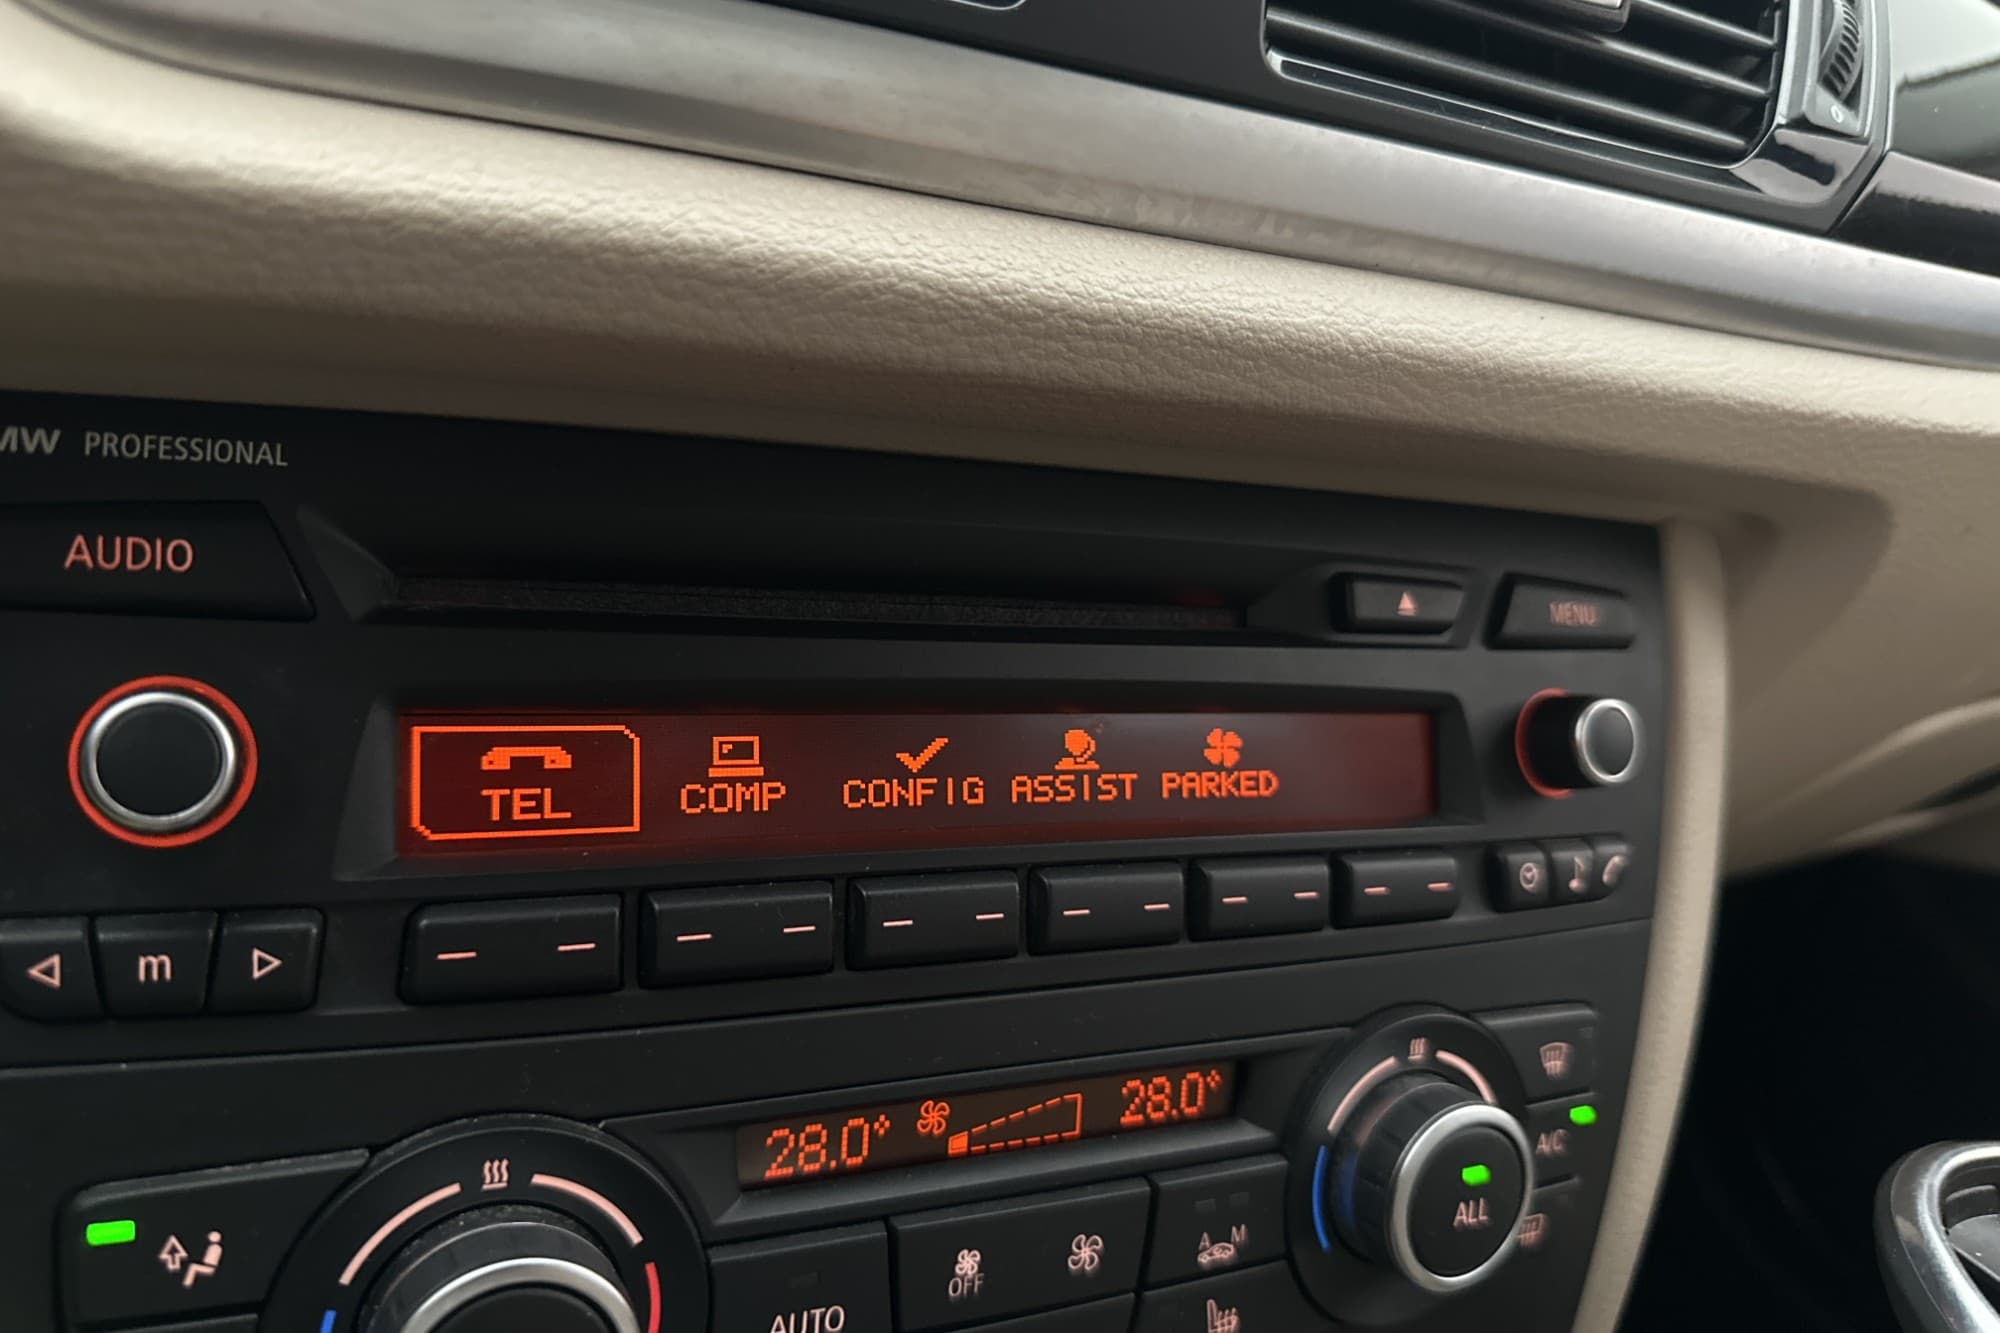 MW PROFESSIONAL
AUDIO
MENU
TEL COMP CONFIG ASSIST PARKED
m
28.0° 28.0°
A/C
ALL
A M
OFF
AUTO